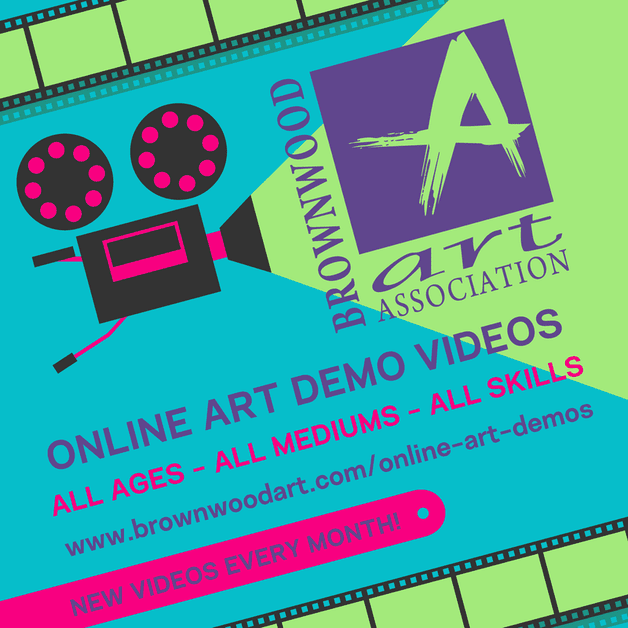 BROWNWOOD
A
art
ASSOCIATION
ONLINE ART DEMO VIDEOS
ALL AGES - ALL MEDIUMS - ALL SKILLS
www.brownwoodart.com/online-art-demos
NEW VIDEOS EVERY MONTH!